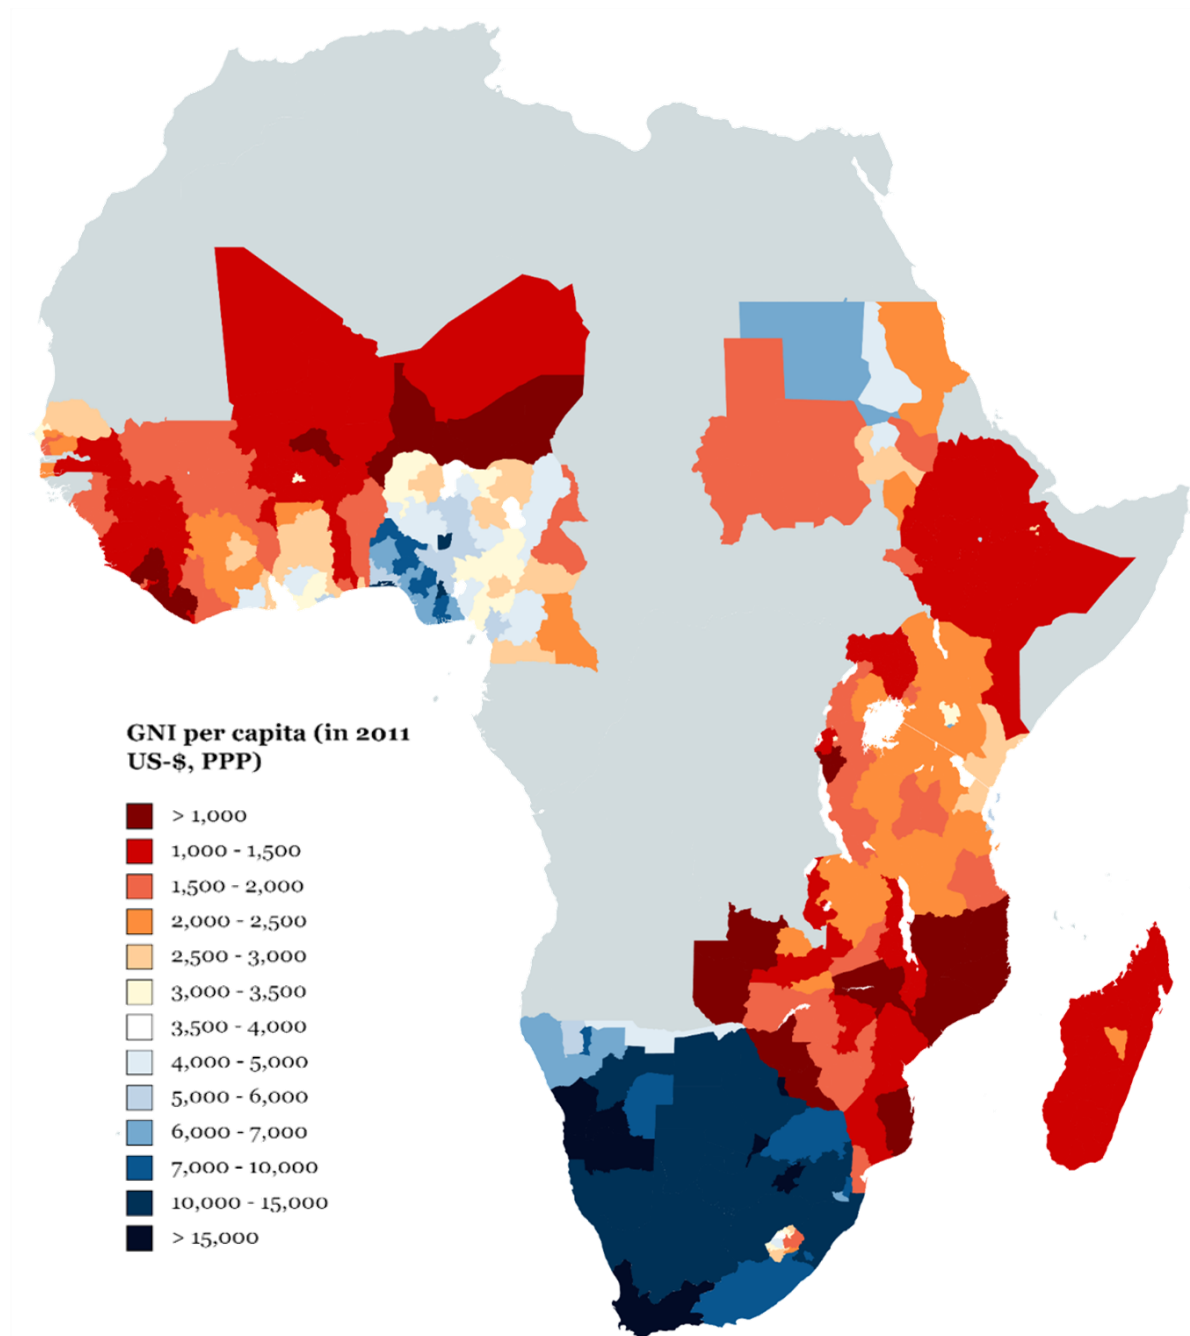 GNI per capita (in 2011
US-$, PPP)
> 1,000
1,000 - 1,500
1,500 - 2,000
2,000 - 2,500
2,500 - 3,000
3,000 - 3,500
3,500 - 4,000
4,000 - 5,000
5,000 - 6,000
6,000 - 7,000
7,000 - 10,000
10,000 - 15,000
> 15,000